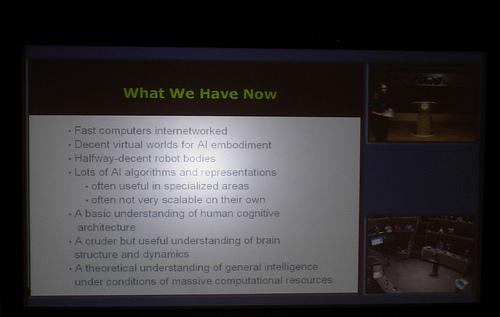 What We Have Now
• Fast computers internetworked
• Decent virtual worlds for AI embodiment
• Halfway-decent robot bodies
• Lots of AI algorithms and representations
• often useful in specialized areas
• often not very scalable on their own
• A basic understanding of human cognitive
architecture
• A cruder but useful understanding of brain
structure and dynamics
• A theoretical understanding of general intelligence
under conditions of massive computational resources